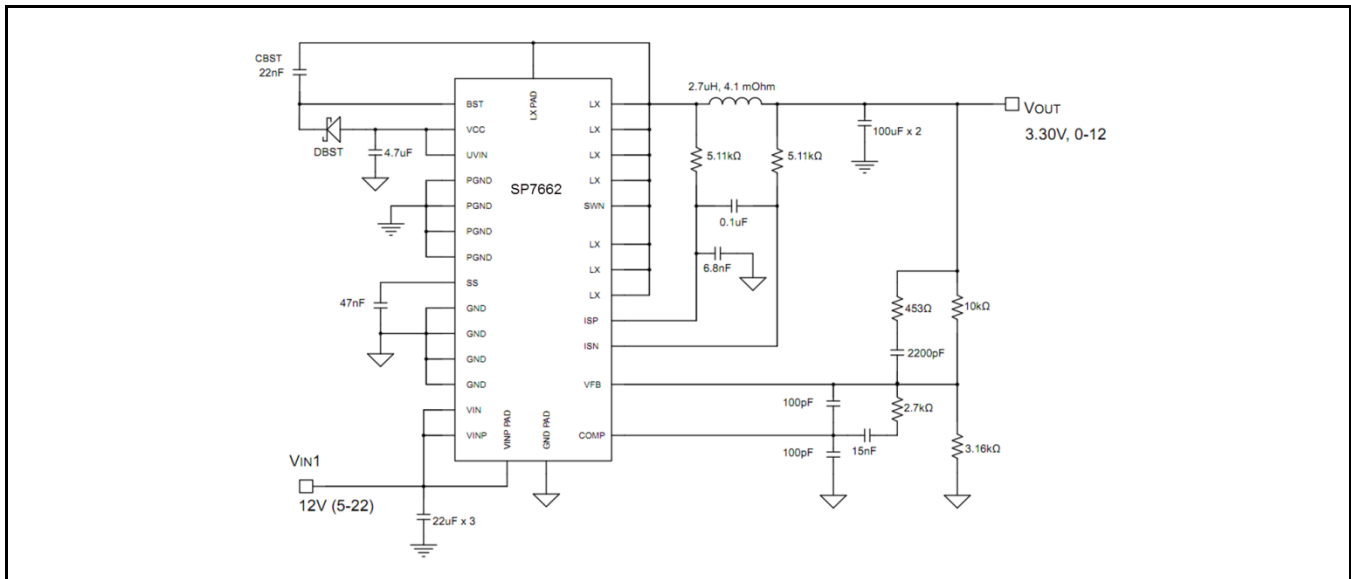 CBST
22nF
DBST
4.7uF
47nF
VIN1
12V (5-22)
22uF x 3
LX PAD
BST
VCC
UVIN
PGND
PGND
PGND
PGND
SS
GND
GND
GND
GND
VIN
VINP
VINP PAD
GND PAD
SP7662
LX
LX
LX
LX
SWN
LX
LX
LX
ISP
ISN
VFB
COMP
2.7uH, 4.1 mOhm
5.11kΩ
5.11kΩ
0.1uF
6.8nF
100uF x 2
VOUT
3.30V, 0-12
453Ω
10kΩ
2200pF
100pF
2.7kΩ
100pF
15nF
3.16kΩ